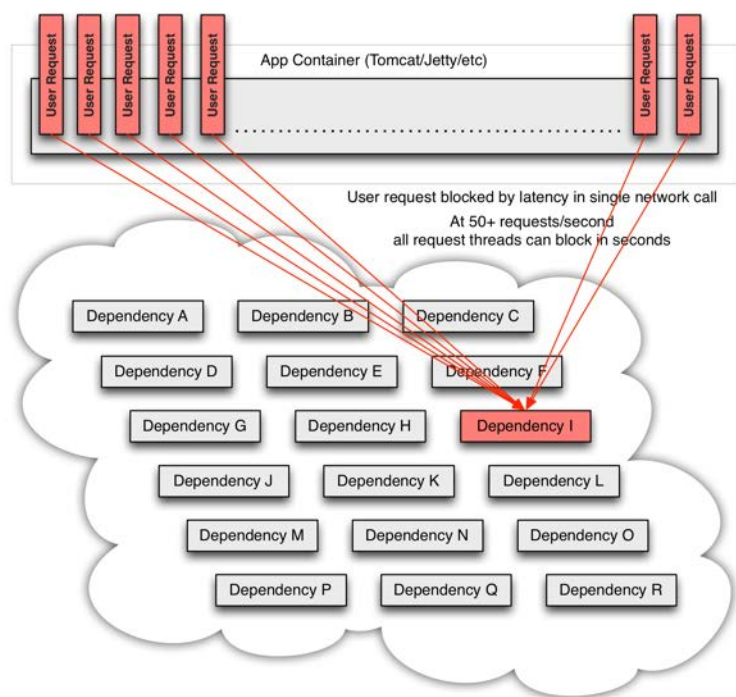 User Request
User Request
User Request
User Request
User Request
User Request
User Request
App Container (Tomcat/Jetty/etc)
User request blocked by latency in single network call
At 50+ requests/second
all request threads can block in seconds
Dependency A
Dependency B
Dependency C
Dependency D
Dependency E
Dependency F
Dependency G
Dependency H
Dependency I
Dependency J
Dependency K
Dependency L
Dependency M
Dependency N
Dependency O
Dependency P
Dependency Q
Dependency R